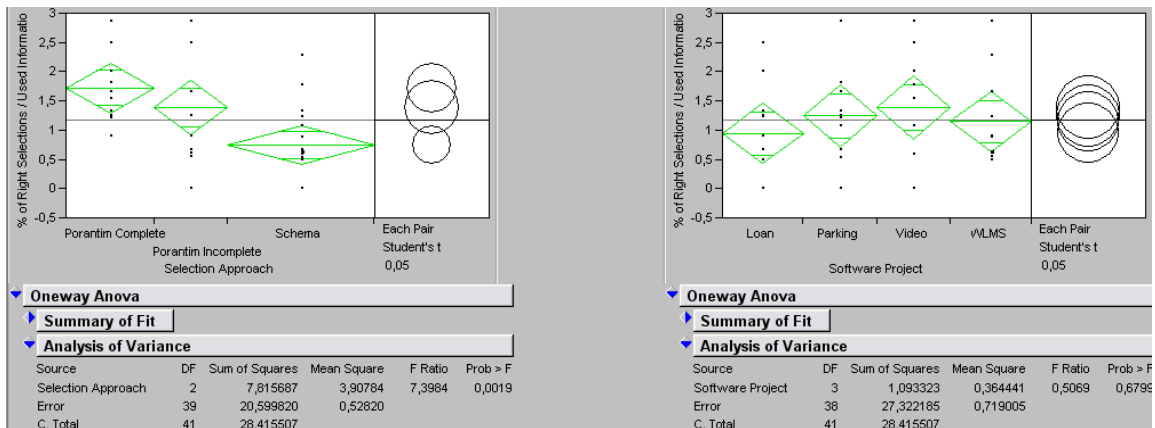 % of Right Selections / Used Informatio
3
2,5
2
1,5
1
0,5
0
-0,5
Porantim Complete
Porantim Incomplete
Schema
Selection Approach
Each Pair
Student's t
0,05
Oneway Anova
Summary of Fit
Analysis of Variance
Source DF Sum of Squares Mean Square F Ratio Prob > F
Selection Approach 2 7,815687 3,90784 7,3984 0,0019
Error 39 20,599820 0,52820
C. Total 41 28,415507
% of Right Selections / Used Informatio
3
2,5
2
1,5
1
0,5
0
-0,5
Loan Parking Video WLMS
Software Project
Each Pair
Student's t
0,05
Oneway Anova
Summary of Fit
Analysis of Variance
Source DF Sum of Squares Mean Square F Ratio Prob > F
Software Project 3 1,093323 0,364441 0,5069 0,6799
Error 38 27,322185 0,719005
C. Total 41 28,415507